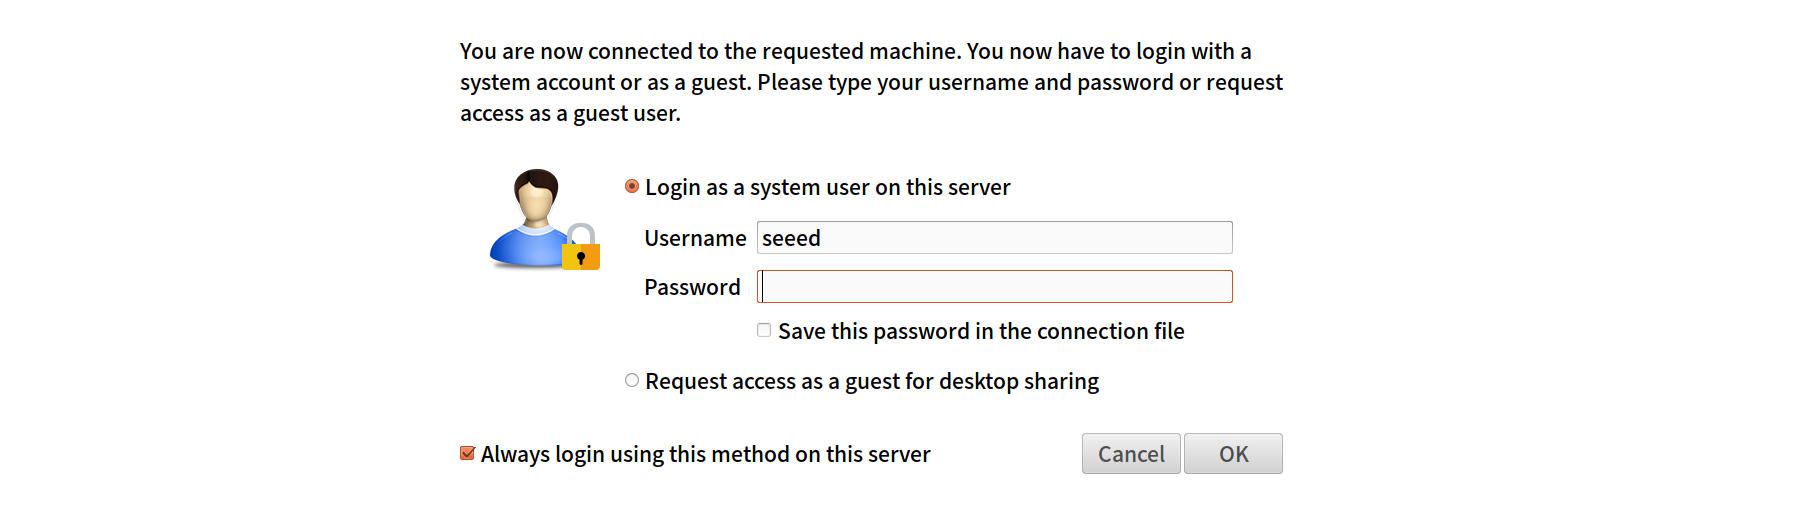 You are now connected to the requested machine. You now have to login with a
system account or as a guest. Please type your username and password or request
access as a guest user.
Login as a system user on this server
Username seeed
Password
Save this password in the connection file
Request access as a guest for desktop sharing
Always login using this method on this server
Cancel OK